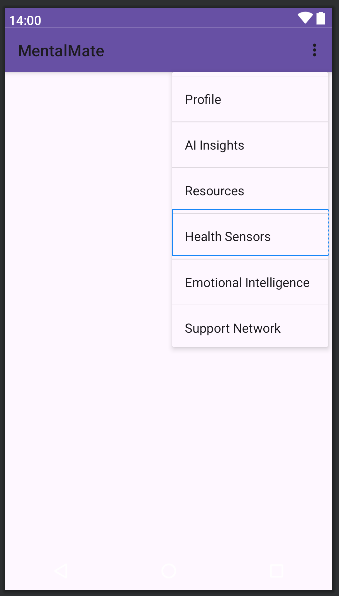 14:00
MentalMate
Profile
AI Insights
Resources
Health Sensors
Emotional Intelligence
Support Network